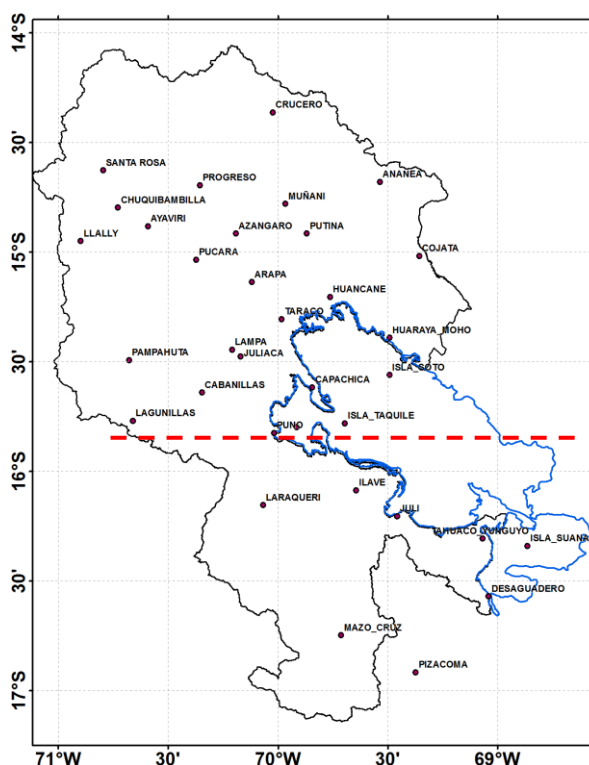 14°S
CRUCERO
30'
SANTA ROSA
ANANEA
PROGRESO
MUÑANI
CHUQUIBAMBILLA
AYAVIRI
AZANGARO
PUTINA
LLALLY
15°S
COJATA
PUCARA
ARAPA
HUANCANE
TARACO
HUARAYA_MOHO
LAMPA
JULIACA
PAMPAHUTA
30'
ISLA_SOTO
CAPACHICA
CABANILLAS
LAGUNILLAS
ISLA_TAQUILE
PUNO
16°S
ILAVE
LARAQUERI
JULI
TAHUACO_YUNGUYO
ISLA_SUANA
30'
DESAGUADERO
MAZO_CRUZ
PIZACOMA
17°S
71°W 30' 70°W 30' 69°W